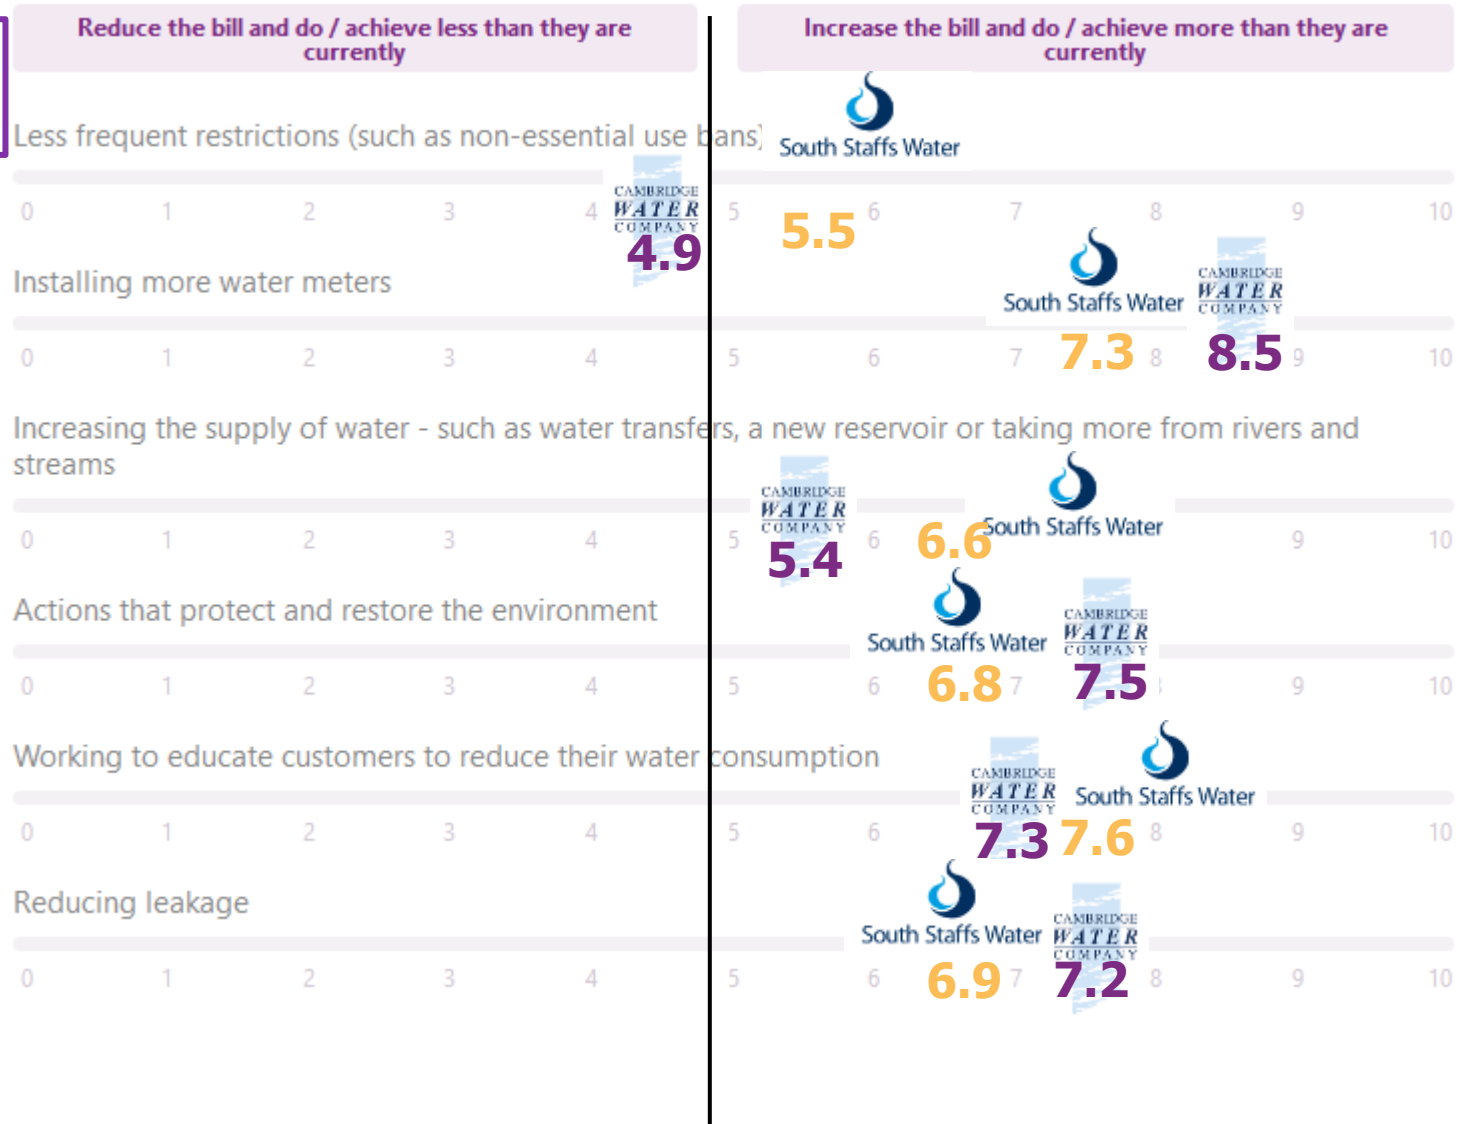 Reduce the bill and do / achieve less than they are
currently
Increase the bill and do / achieve more than they are
currently
Less frequent restrictions (such as non-essential use bans)
South Staffs Water
CAMBRIDGE
WATER
COMPANY
0 1 2 3 4 5 6 7 8 9 10
4.9 5.5
Installing more water meters
South Staffs Water
CAMBRIDGE
WATER
COMPANY
0 1 2 3 4 5 6 7 8 9 10
7.3 8.5
Increasing the supply of water - such as water transfers, a new reservoir or taking more from rivers and
streams
CAMBRIDGE
WATER
COMPANY
South Staffs Water
0 1 2 3 4 5 6 9 10
5.4 6.6
Actions that protect and restore the environment
South Staffs Water
CAMBRIDGE
WATER
COMPANY
0 1 2 3 4 5 6 7 9 10
6.8 7.5
Working to educate customers to reduce their water consumption
CAMBRIDGE
WATER
COMPANY
South Staffs Water
0 1 2 3 4 5 6 8 9 10
7.3 7.6
Reducing leakage
South Staffs Water
CAMBRIDGE
WATER
COMPANY
0 1 2 3 4 5 6 7 8 9 10
6.9 7.2